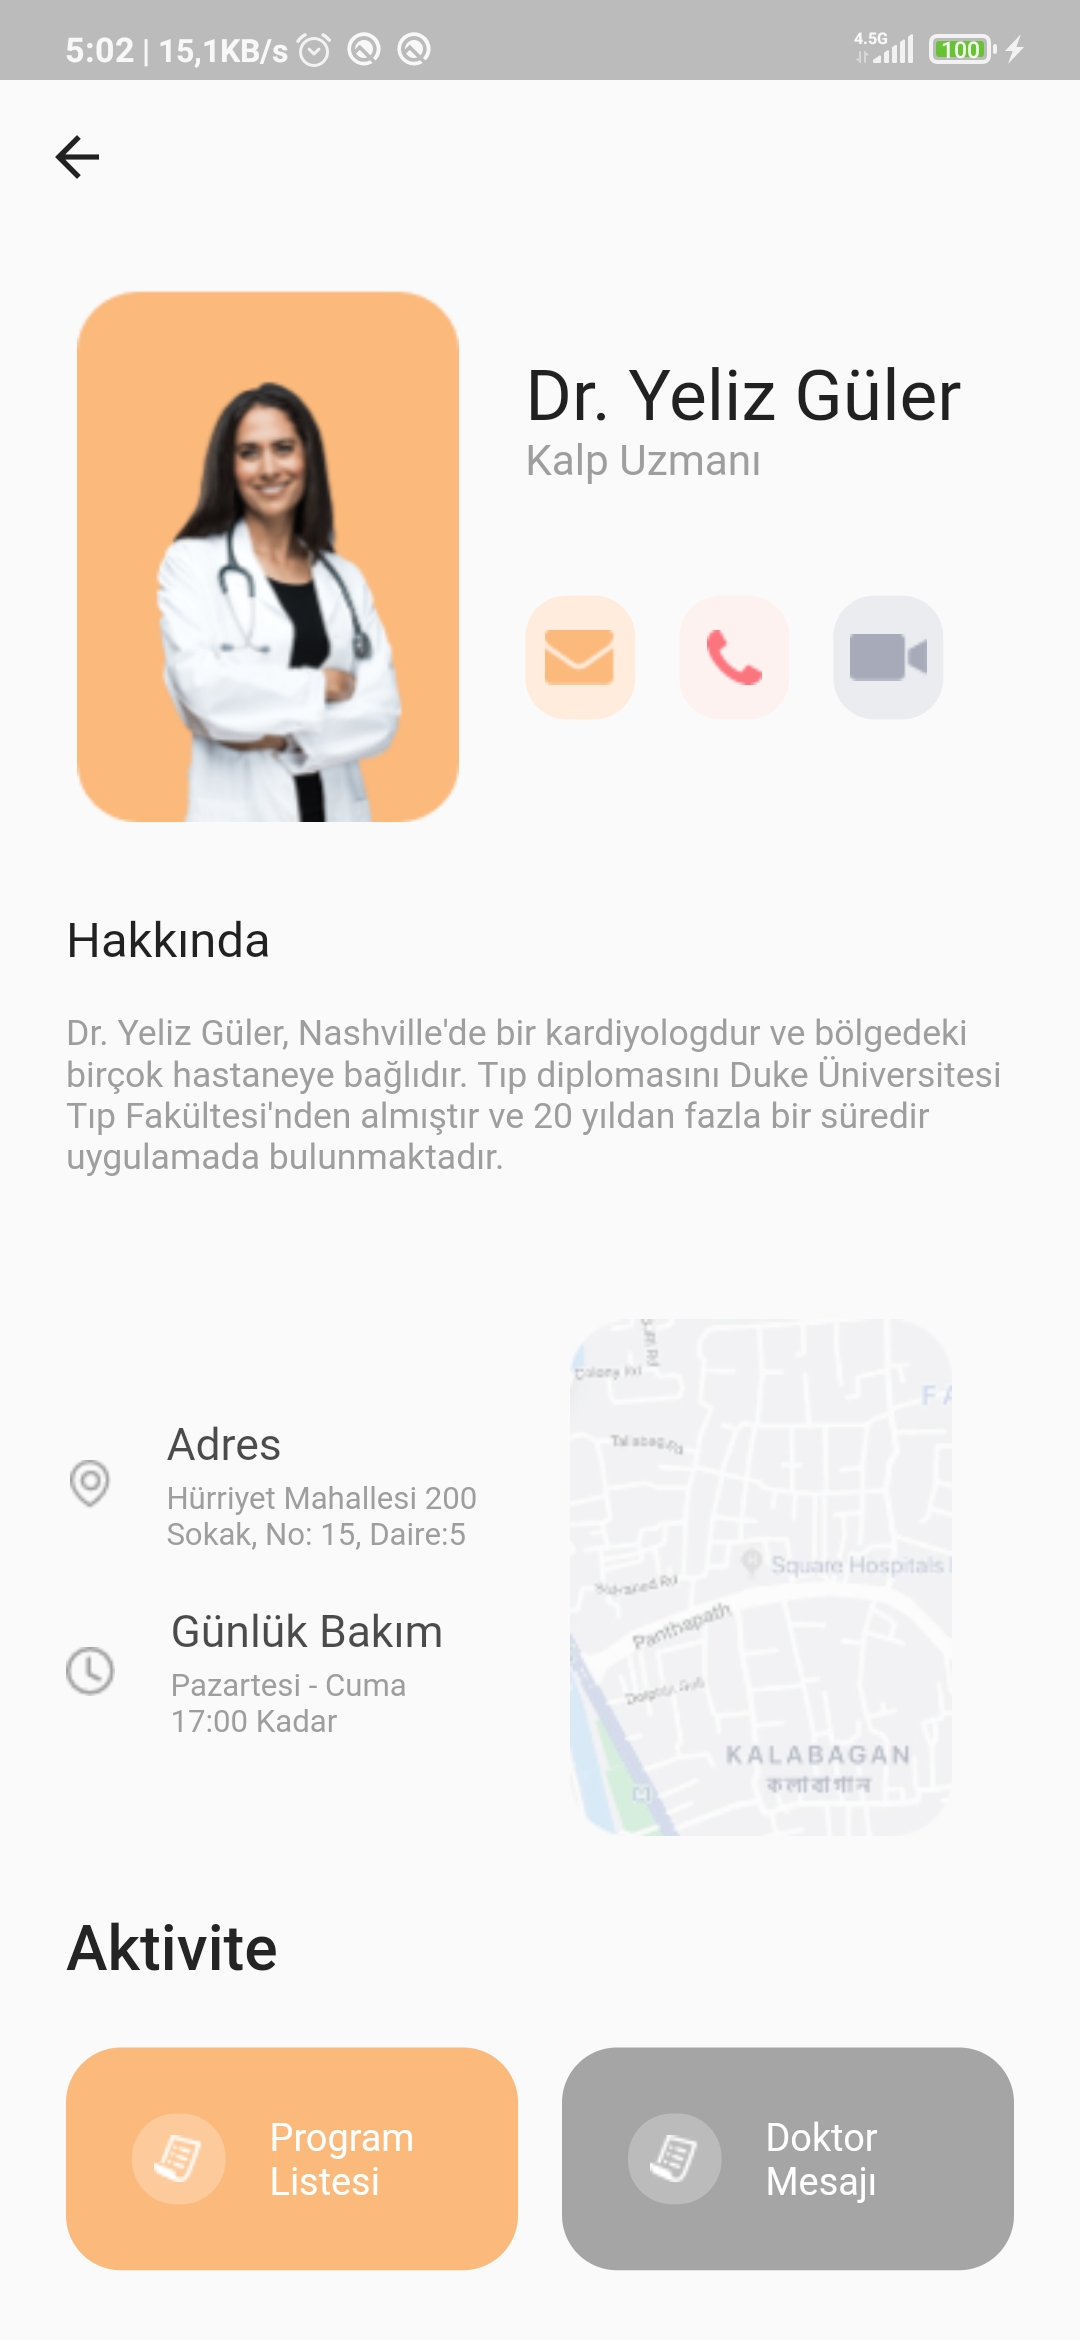 5:02 | 15,1KB/s
4.5G
100
Dr. Yeliz Güler
Kalp Uzmanı
Hakkında
Dr. Yeliz Güler, Nashville'de bir kardiyologdur ve bölgedeki
birçok hastaneye bağlıdır. Tıp diplomasını Duke Üniversitesi
Tıp Fakültesi'nden almıştır ve 20 yıldan fazla bir süredir
uygulamada bulunmaktadır.
Adres
Hürriyet Mahallesi 200
Sokak, No: 15, Daire:5
Günlük Bakım
Pazartesi - Cuma
17:00 Kadar
Rd
Colony Rd
F A
Square Hospitals
Panthapath
KALABAGAN
কলাবাগান
Aktivite
Program
Listesi
Doktor
Mesajı